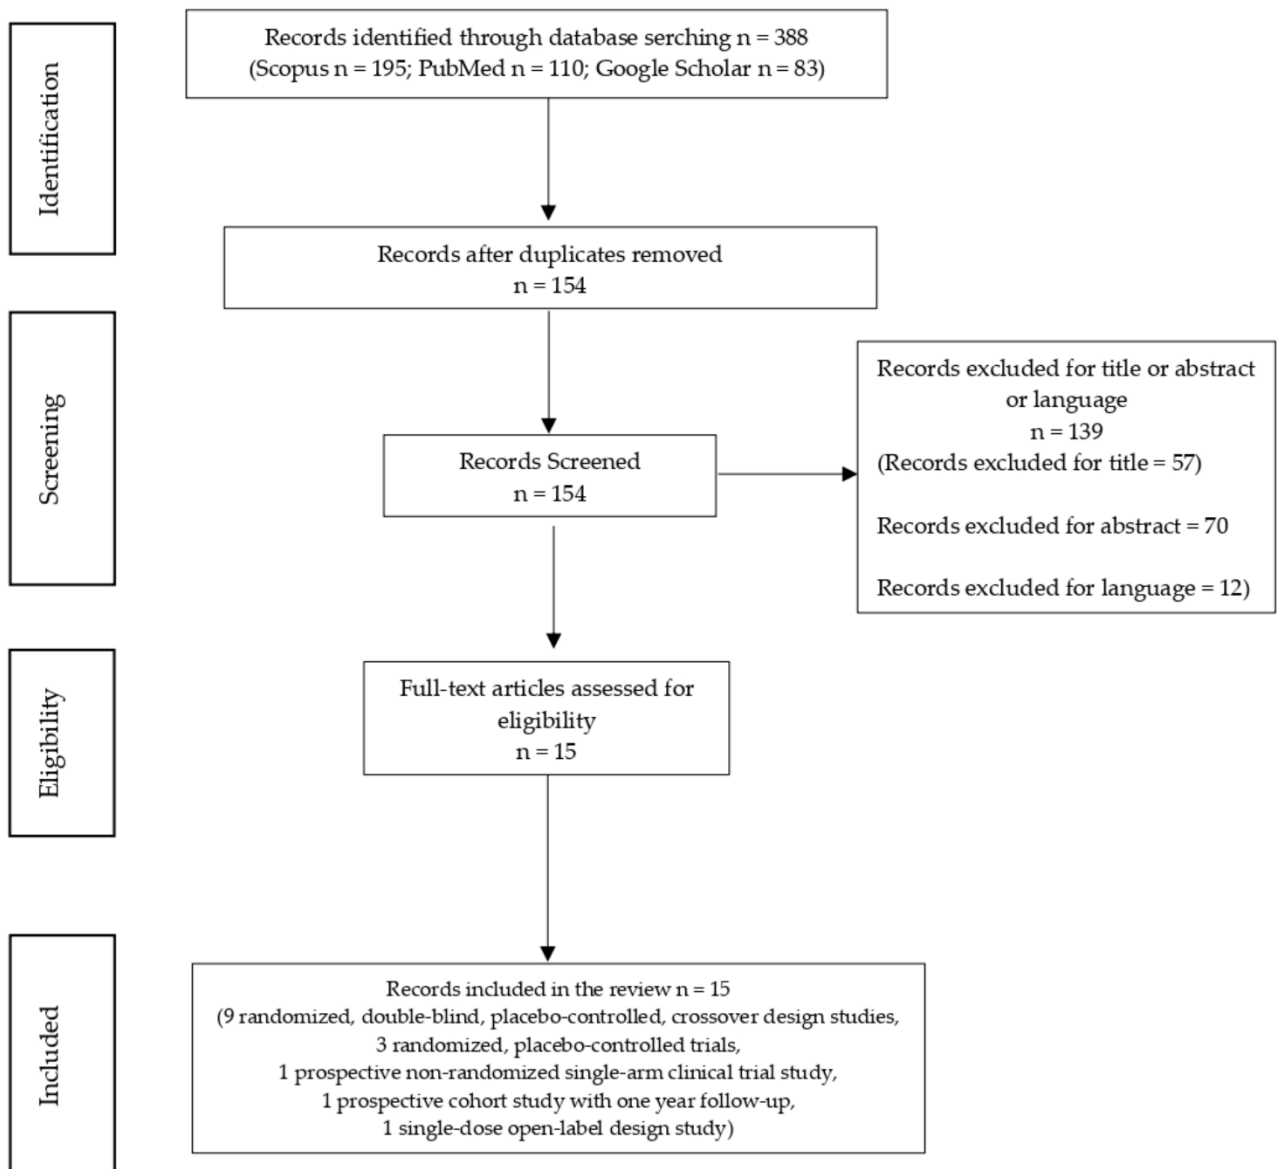 Identification
Records identified through database serching n = 388
(Scopus n = 195; PubMed n = 110; Google Scholar n = 83)
Records after duplicates removed
n = 154
Screening
Records Screened
n = 154
Records excluded for title or abstract
or language
n = 139
(Records excluded for title = 57)
Records excluded for abstract = 70
Records excluded for language = 12)
Eligibility
Full-text articles assessed for
eligibility
n = 15
Included
Records included in the review n = 15
(9 randomized, double-blind, placebo-controlled, crossover design studies,
3 randomized, placebo-controlled trials,
1 prospective non-randomized single-arm clinical trial study,
1 prospective cohort study with one year follow-up,
1 single-dose open-label design study)